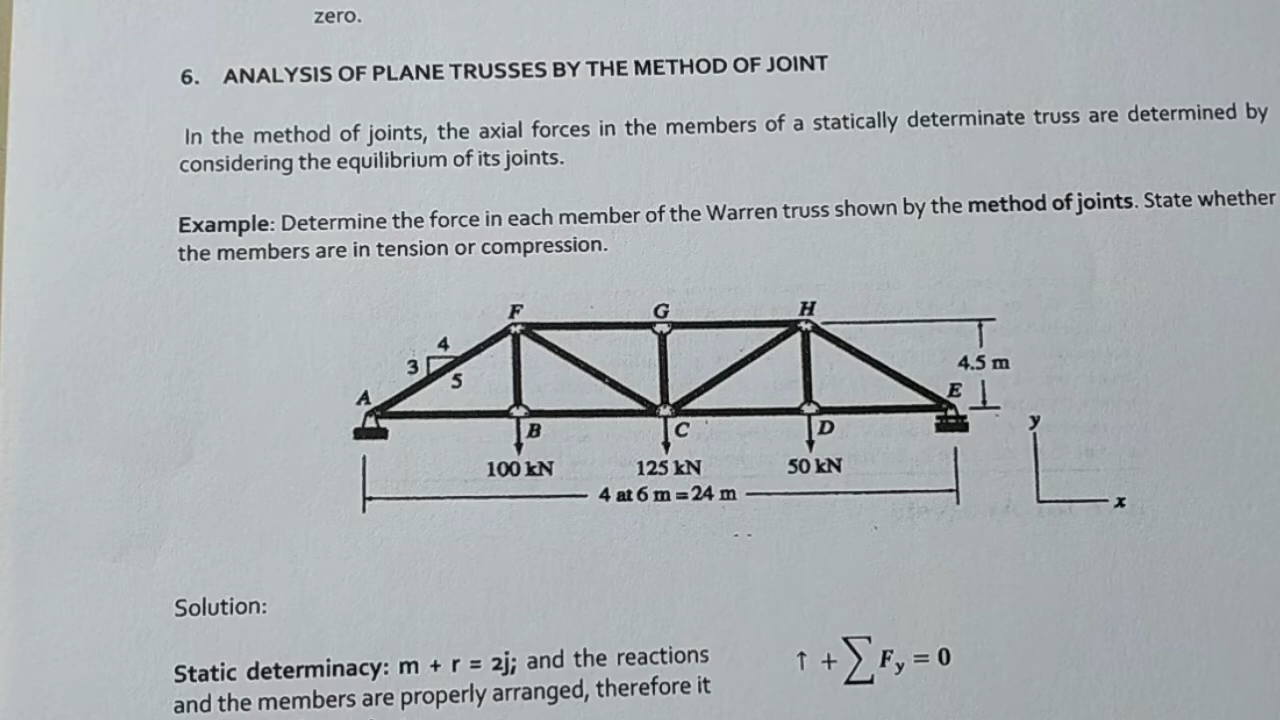 zero.
6. ANALYSIS OF PLANE TRUSSES BY THE METHOD OF JOINT
In the method of joints, the axial forces in the members of a statically determinate truss are determined by
considering the equilibrium of its joints.
Example: Determine the force in each member of the Warren truss shown by the method of joints. State whether
the members are in tension or compression.
F G H
4
3
5
4.5 m
A
E
B C D
y
100 kN 125 kN 50 kN
4 at 6 m = 24 m
x
Solution:
Static determinacy: m + r = 2j; and the reactions
↑ + ∑ Fy = 0
and the members are properly arranged, therefore it